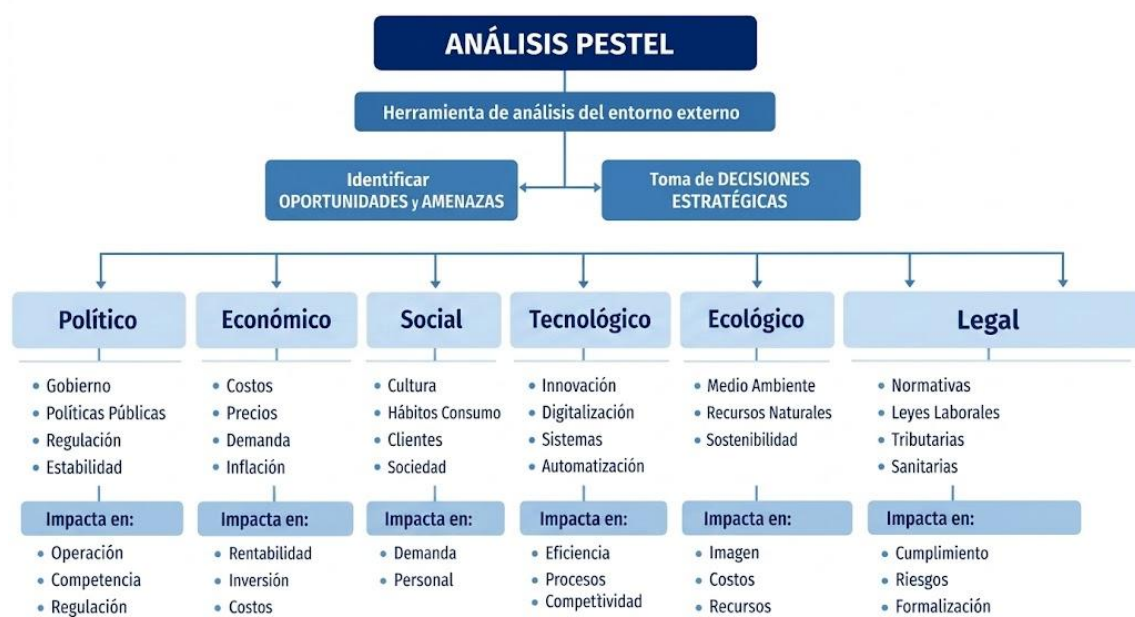 ANÁLISIS PESTEL
Herramienta de análisis del entorno externo
Identificar
OPORTUNIDADES y AMENAZAS
Toma de DECISIONES
ESTRATÉGICAS
Político
Gobierno
Políticas Públicas
Regulación
Estabilidad
Impacta en:
Operación
Competencia
Regulación
Económico
Costos
Precios
Demanda
Inflación
Impacta en:
Rentabilidad
Inversión
Costos
Social
Cultura
Hábitos Consumo
Clientes
Sociedad
Impacta en:
Demanda
Personal
Tecnológico
Innovación
Digitalización
Sistemas
Automatización
Impacta en:
Eficiencia
Procesos
Competitividad
Ecológico
Medio Ambiente
Recursos Naturales
Sostenibilidad
Impacta en:
Imagen
Costos
Recursos
Legal
Normativas
Leyes Laborales
Tributarias
Sanitarias
Impacta en:
Cumplimiento
Riesgos
Formalización